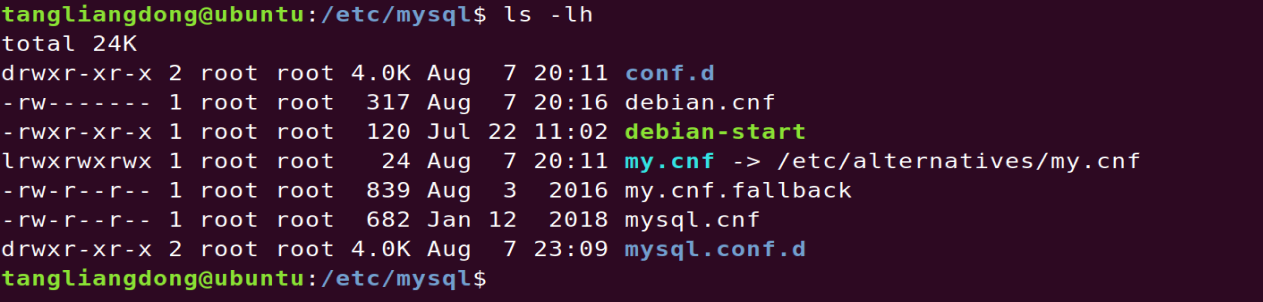 tangliangdong@ubuntu:/etc/mysql$ ls -lh
total 24K
drwxr-xr-x 2 root root 4.0K Aug  7 20:11 conf.d
-rw------- 1 root root  317 Aug  7 20:16 debian.cnf
-rwxr-xr-x 1 root root  120 Jul 22 11:02 debian-start
lrwxrwxrwx 1 root root   24 Aug  7 20:11 my.cnf -> /etc/alternatives/my.cnf
-rw-r--r-- 1 root root  839 Aug  3  2016 my.cnf.fallback
-rw-r--r-- 1 root root  682 Jan 12  2018 mysql.cnf
drwxr-xr-x 2 root root 4.0K Aug  7 23:09 mysql.conf.d
tangliangdong@ubuntu:/etc/mysql$